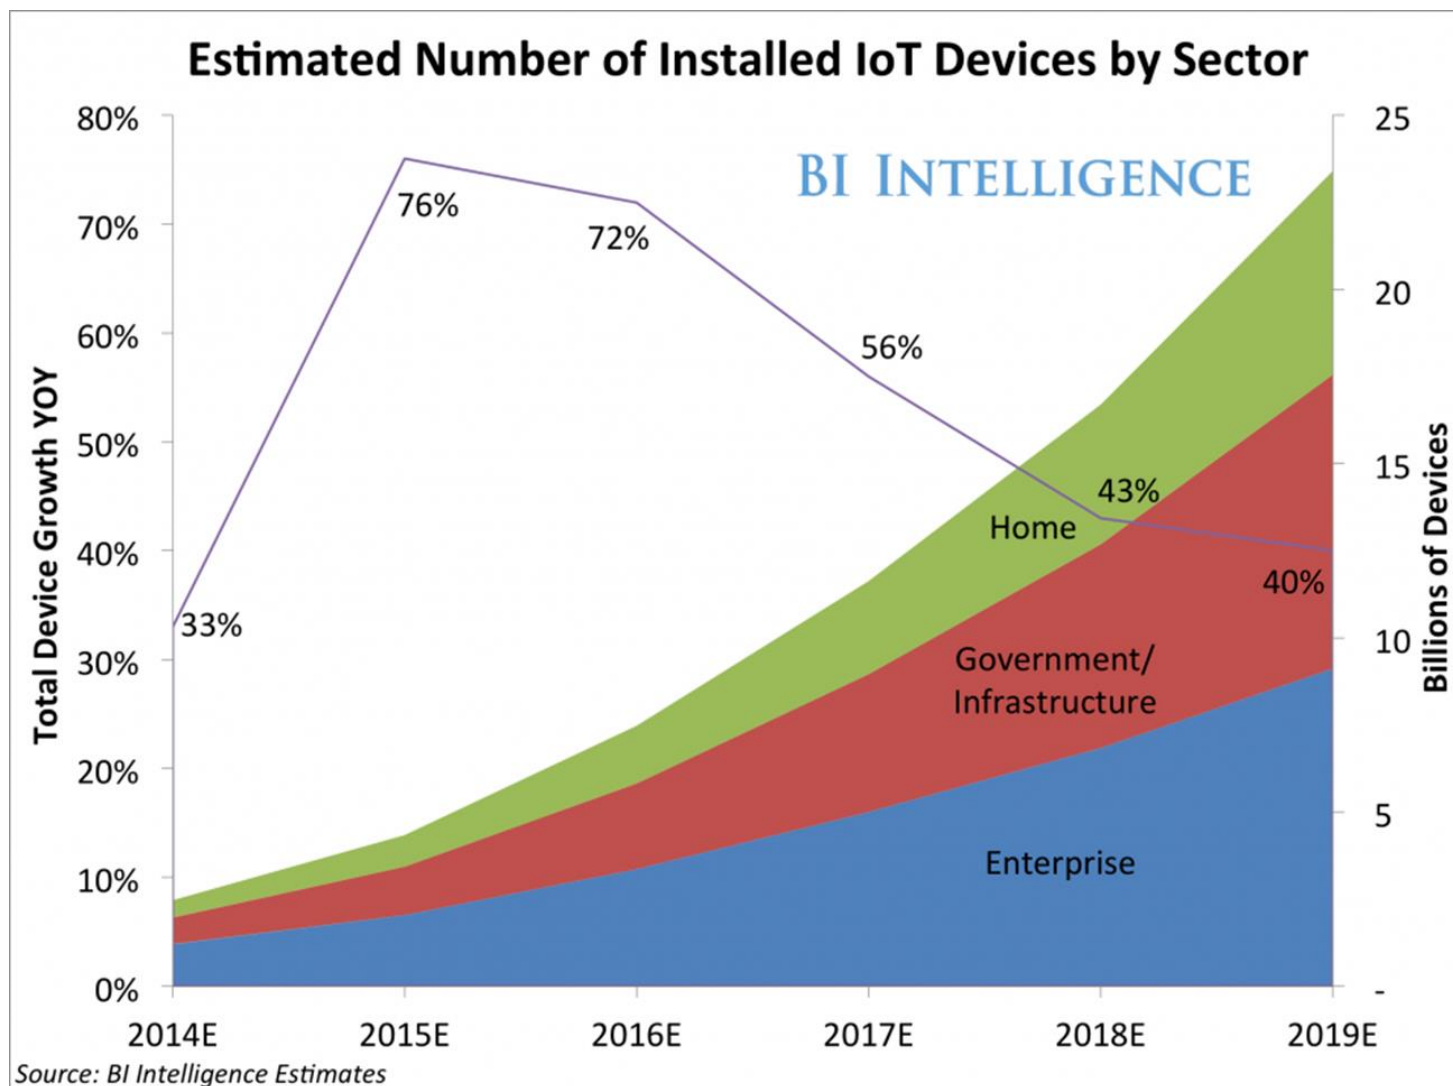 Estimated Number of Installed IoT Devices by Sector
BI INTELLIGENCE
Total Device Growth YOY
80%
70%
60%
50%
40%
30%
20%
10%
0%
33%
76%
72%
56%
43%
40%
Home
Government/
Infrastructure
Enterprise
25
20
15
10
5
-
Billions of Devices
2014E 2015E 2016E 2017E 2018E 2019E
Source: BI Intelligence Estimates